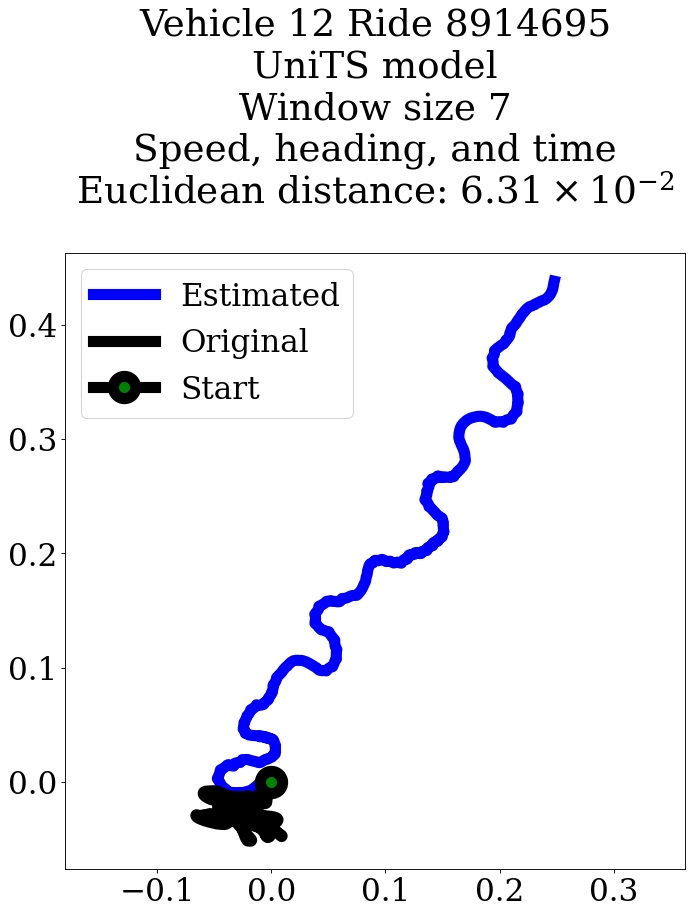 Vehicle 12 Ride 8914695
UniTS model
Window size 7
Speed, heading, and time
Euclidean distance: 6.31 × 10⁻²
Estimated
Original
Start
0.4
0.3
0.2
0.1
0.0
−0.1 0.0 0.1 0.2 0.3